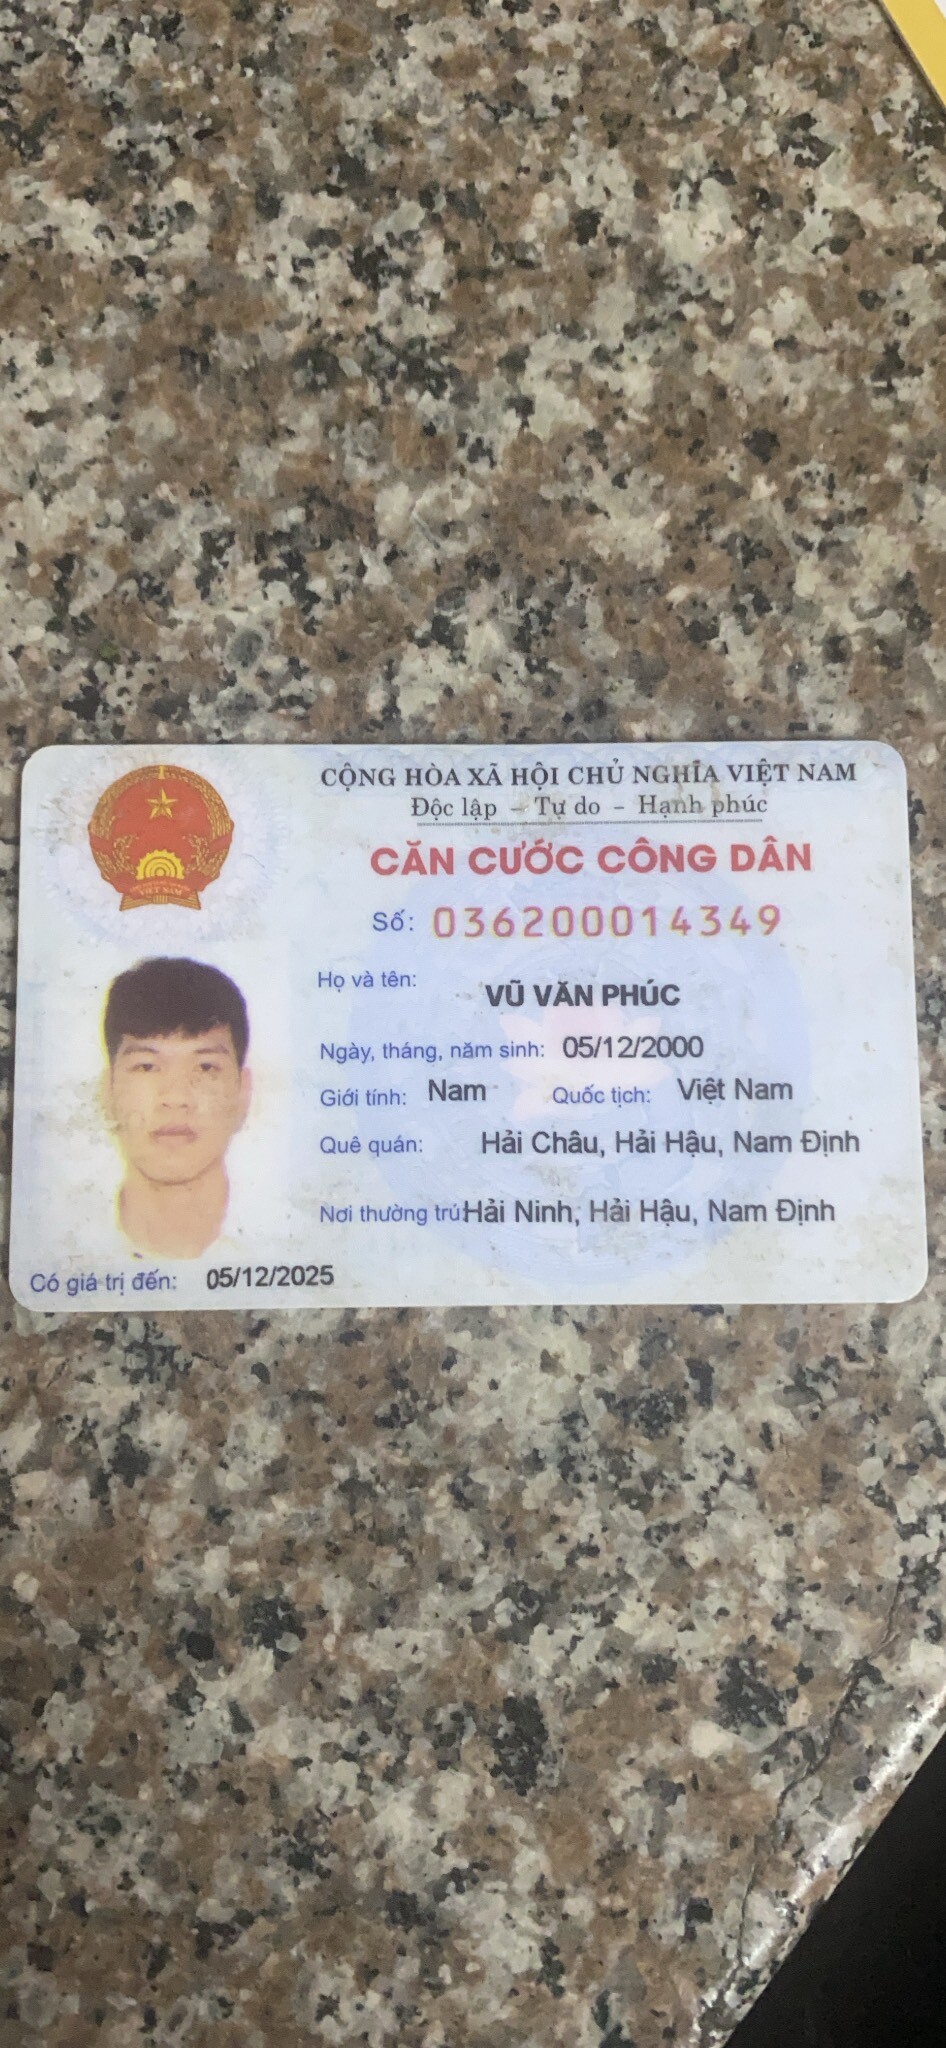 CỘNG HÒA XÃ HỘI CHỦ NGHĨA VIỆT NAM
Độc lập - Tự do - Hạnh phúc
CĂN CƯỚC CÔNG DÂN
Số: 036200014349
Họ và tên: VŨ VĂN PHÚC
Ngày, tháng, năm sinh: 05/12/2000
Giới tính: Nam Quốc tịch: Việt Nam
Quê quán: Hải Châu, Hải Hậu, Nam Định
Nơi thường trú: Hải Ninh, Hải Hậu, Nam Định
Có giá trị đến: 05/12/2025
VIỆT NAM